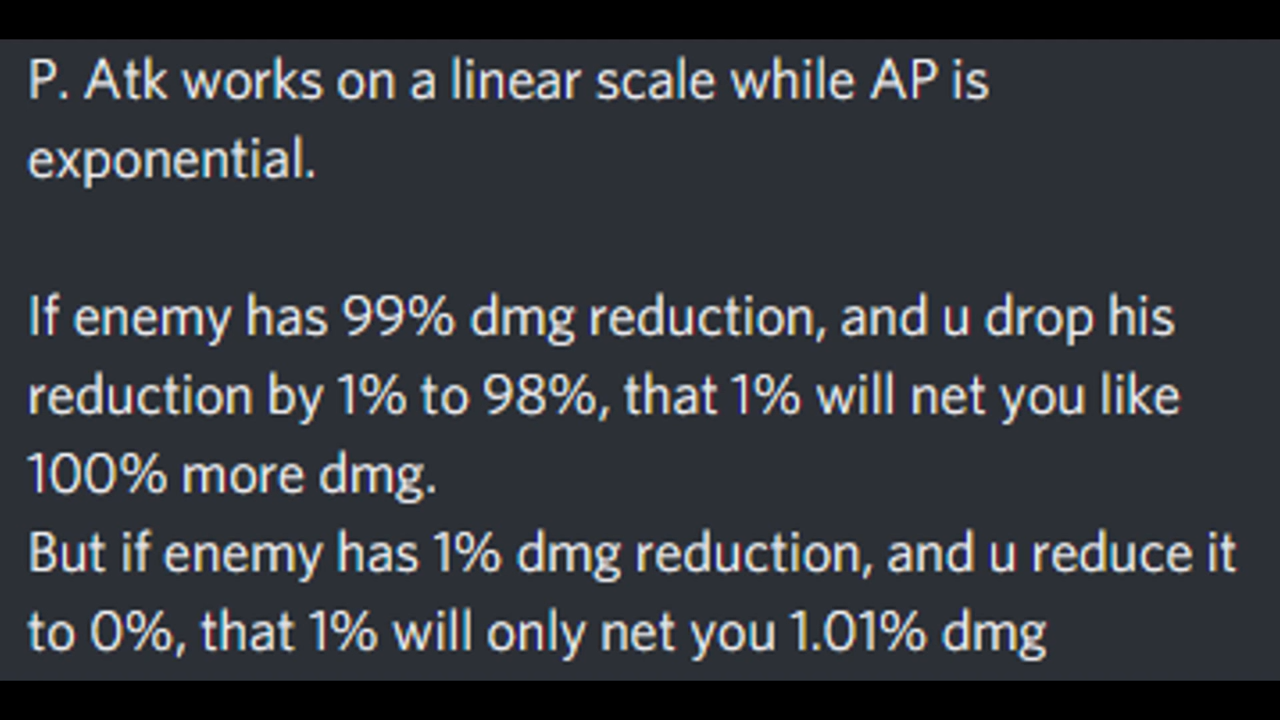 P. Atk works on a linear scale while AP is
exponential.
If enemy has 99% dmg reduction, and u drop his
reduction by 1% to 98%, that 1% will net you like
100% more dmg.
But if enemy has 1% dmg reduction, and u reduce it
to 0%, that 1% will only net you 1.01% dmg